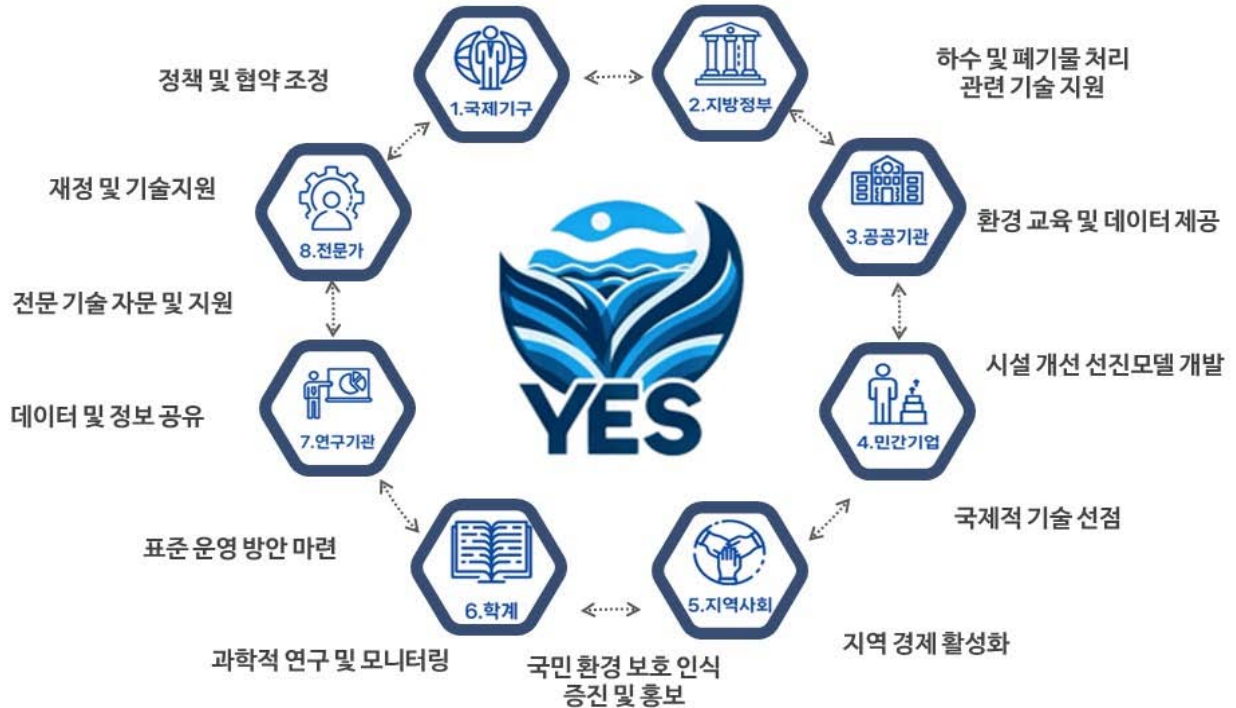 정책 및 협약 조정
1.국제기구
2.지방정부
하수 및 폐기물 처리
관련 기술 지원
재정 및 기술지원
8.전문가
3.공공기관
환경 교육 및 데이터 제공
전문 기술 자문 및 지원
YES
시설 개선 선진모델 개발
데이터 및 정보 공유
7.연구기관
4.민간기업
국제적 기술 선점
표준 운영 방안 마련
6.학계
5.지역사회
지역 경제 활성화
과학적 연구 및 모니터링
국민 환경 보호 인식
증진 및 홍보